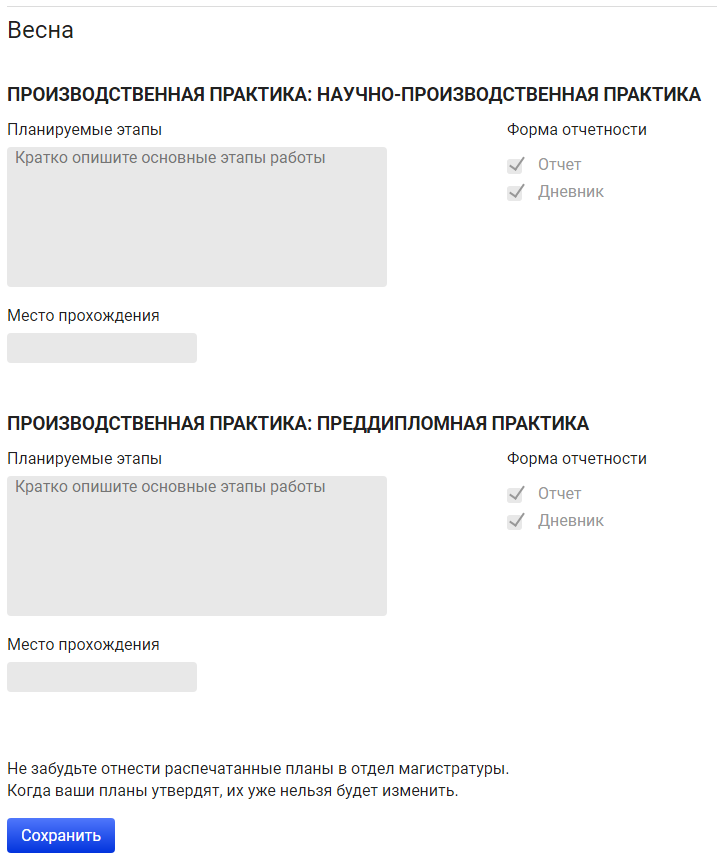 Весна
ПРОИЗВОДСТВЕННАЯ ПРАКТИКА: НАУЧНО-ПРОИЗВОДСТВЕННАЯ ПРАКТИКА
Планируемые этапы
Кратко опишите основные этапы работы
Форма отчетности
Отчет
Дневник
Место прохождения
ПРОИЗВОДСТВЕННАЯ ПРАКТИКА: ПРЕДДИПЛОМНАЯ ПРАКТИКА
Планируемые этапы
Кратко опишите основные этапы работы
Форма отчетности
Отчет
Дневник
Место прохождения
Не забудьте отнести распечатанные планы в отдел магистратуры.
Когда ваши планы утвердят, их уже нельзя будет изменить.
Сохранить